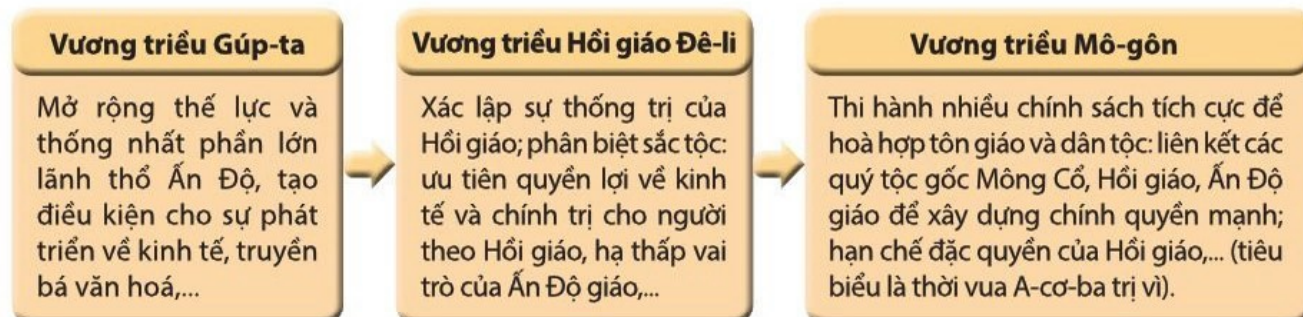 Vương triều Gúp-ta
Mở rộng thế lực và
thống nhất phần lớn
lãnh thổ Ấn Độ, tạo
điều kiện cho sự phát
triển về kinh tế, truyền
bá văn hoá,...
Vương triều Hồi giáo Đê-li
Xác lập sự thống trị của
Hồi giáo; phân biệt sắc tộc:
ưu tiên quyền lợi về kinh
tế và chính trị cho người
theo Hồi giáo, hạ thấp vai
trò của Ấn Độ giáo,...
Vương triều Mô-gôn
Thi hành nhiều chính sách tích cực để
hoà hợp tôn giáo và dân tộc: liên kết các
quý tộc gốc Mông Cổ, Hồi giáo, Ấn Độ
giáo để xây dựng chính quyền mạnh;
hạn chế đặc quyền của Hồi giáo,... (tiêu
biểu là thời vua A-cơ-ba trị vì).